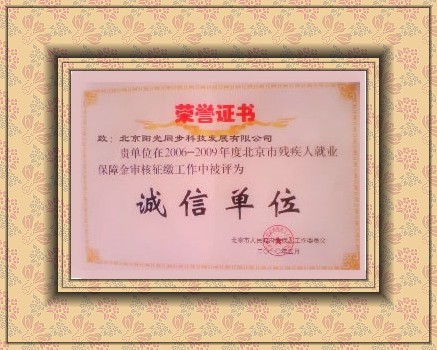 荣誉证书
致：北京阳光同步科技发展有限公司
贵单位在2006-2009年度北京市残疾人就业
保障金审核征缴工作中被评为
诚信单位